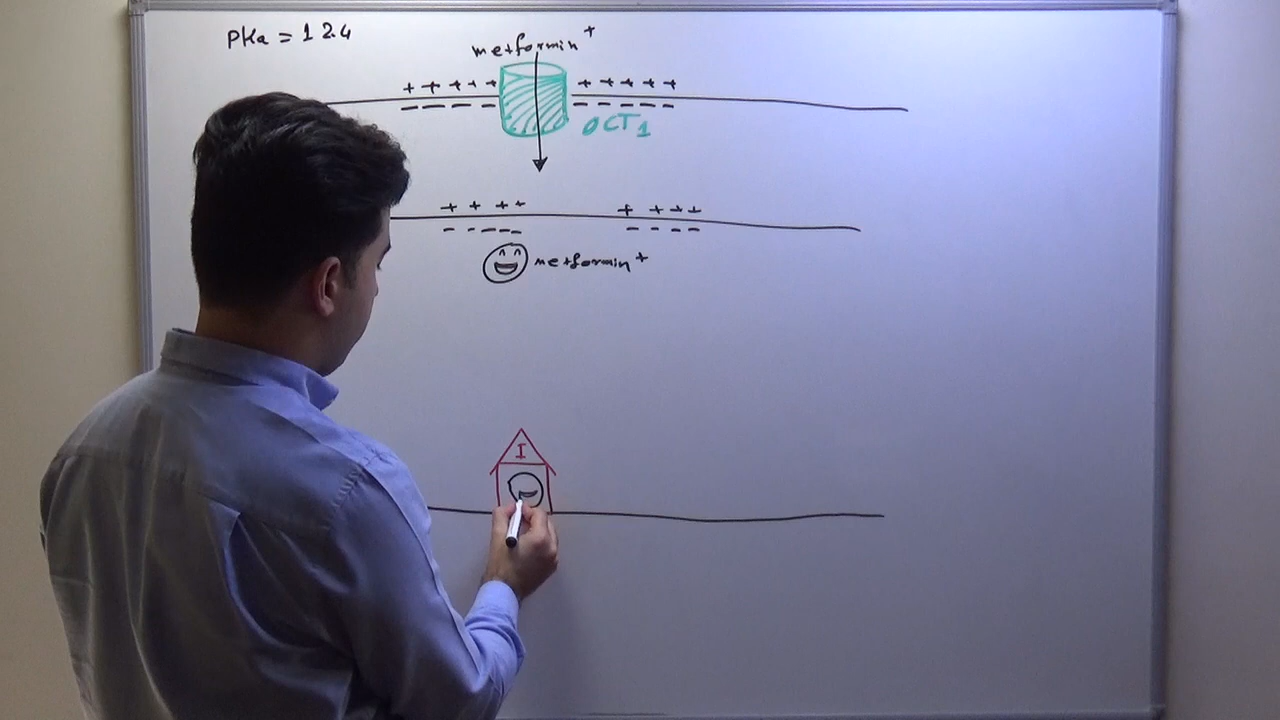 PKa = 12.4
metformin +
+ + + + + + + + + +
- - - - - - - - - -
OCT1
+ + + + + + + +
- - - - - - - -
metformin +
I